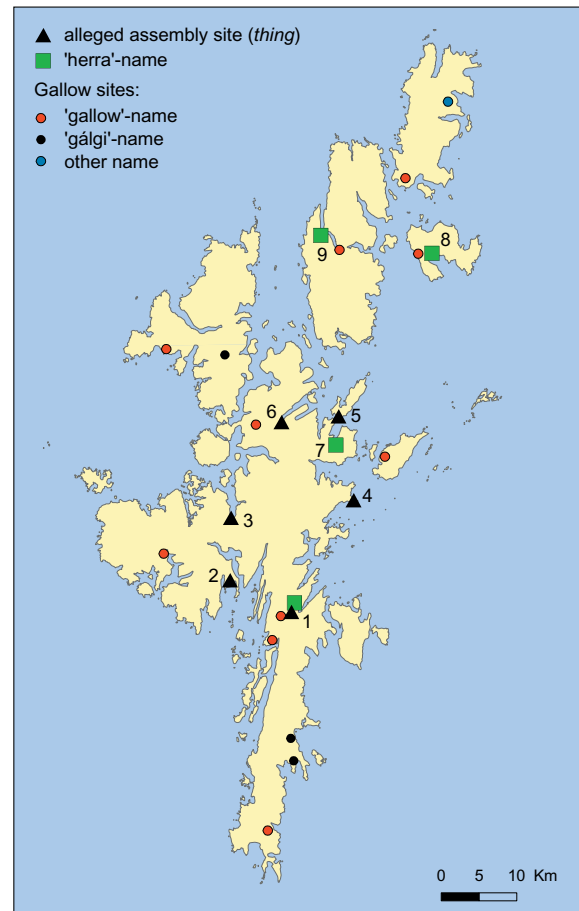 alleged assembly site (thing)
'herra'-name
Gallow sites:
'gallow'-name
'gálgi'-name
other name
8
9
6
5
7
4
3
2
1
0 5 10 Km